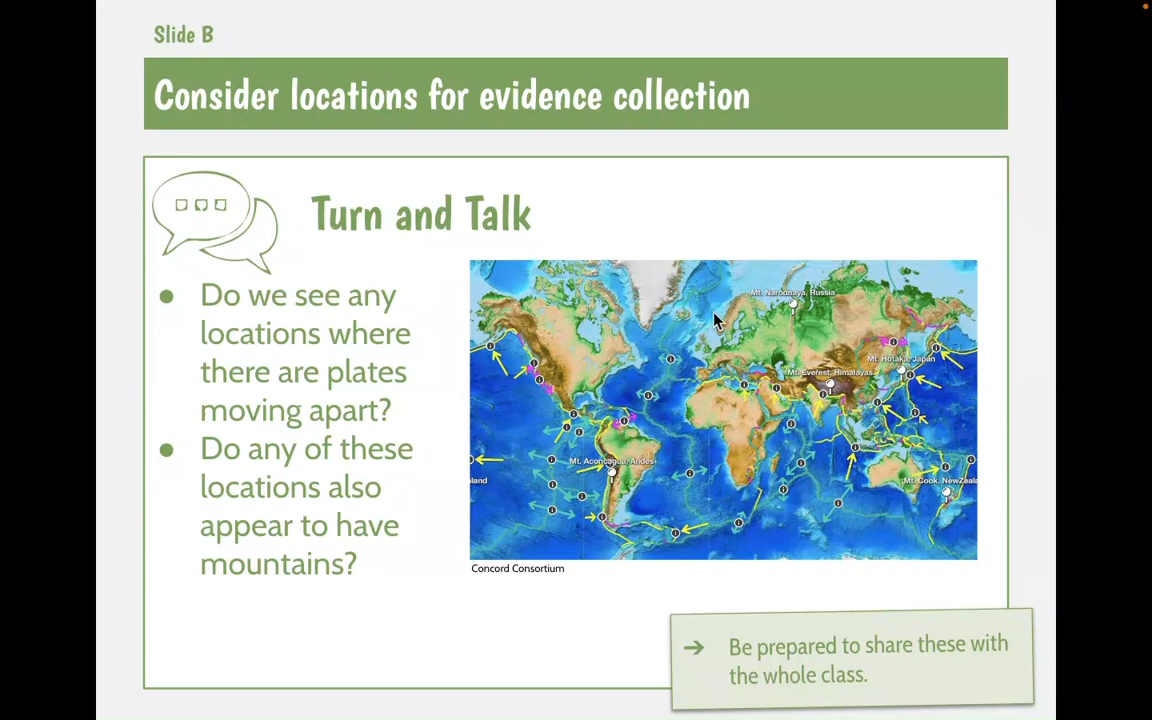 Slide B
Consider locations for evidence collection
Turn and Talk
● Do we see any
locations where
there are plates
moving apart?
● Do any of these
locations also
appear to have
mountains?
Mt. Narodnaya, Russia
Mt. Hotaka, Japan
Mt. Everest, Himalayas
Mt. Aconcagua, Andes
land
Mt. Cook, NewZeala
Concord Consortium
➔ Be prepared to share these with
the whole class.